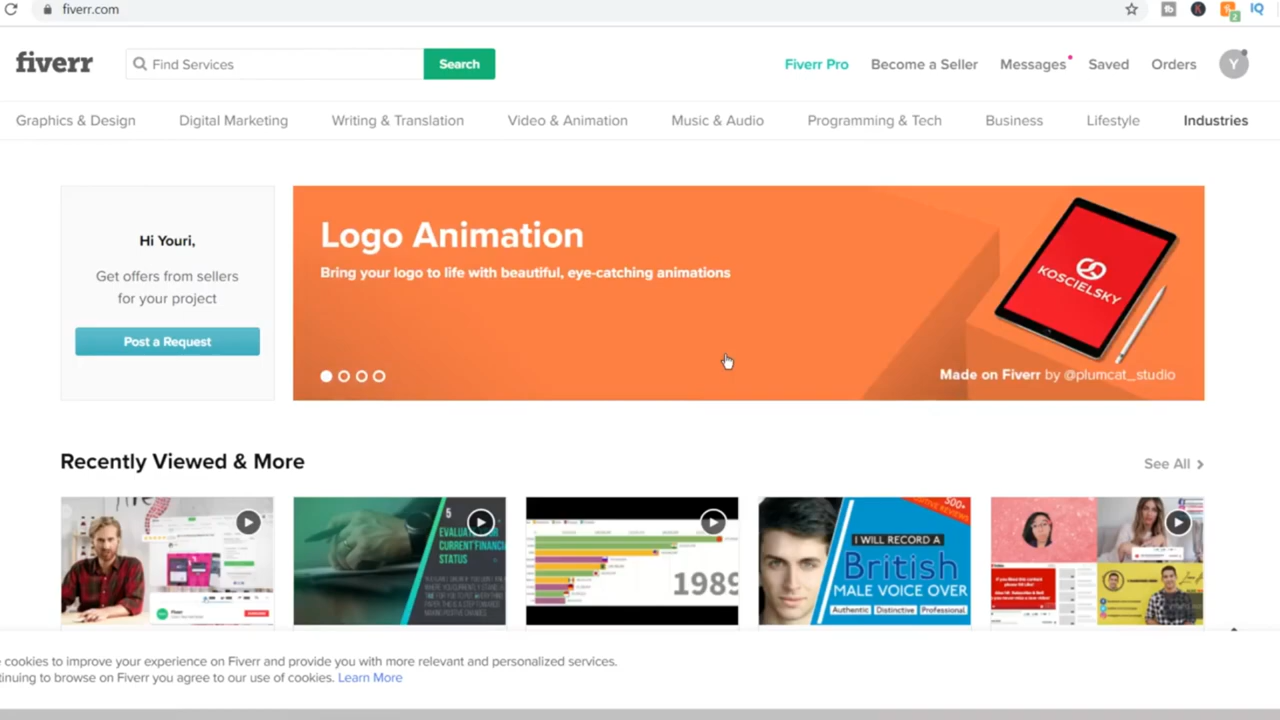 fiverr.com
2
IQ
fiverr
Find Services
Search
Fiverr Pro
Become a Seller
Messages
Saved
Orders
Y
Graphics & Design
Digital Marketing
Writing & Translation
Video & Animation
Music & Audio
Programming & Tech
Business
Lifestyle
Industries
Hi Youri,
Get offers from sellers
for your project
Post a Request
Logo Animation
Bring your logo to life with beautiful, eye-catching animations
KOSCIELSKY
Made on Fiverr by @plumcat_studio
Recently Viewed & More
See All
5
EVALUATE YOUR
CURRENT FINANCIAL
STATUS
1989
500+
I WILL RECORD A
British
MALE VOICE OVER
Authentic
Distinctive
Professional
cookies to improve your experience on Fiverr and provide you with more relevant and personalized services.
tinuing to browse on Fiverr you agree to our use of cookies. Learn More